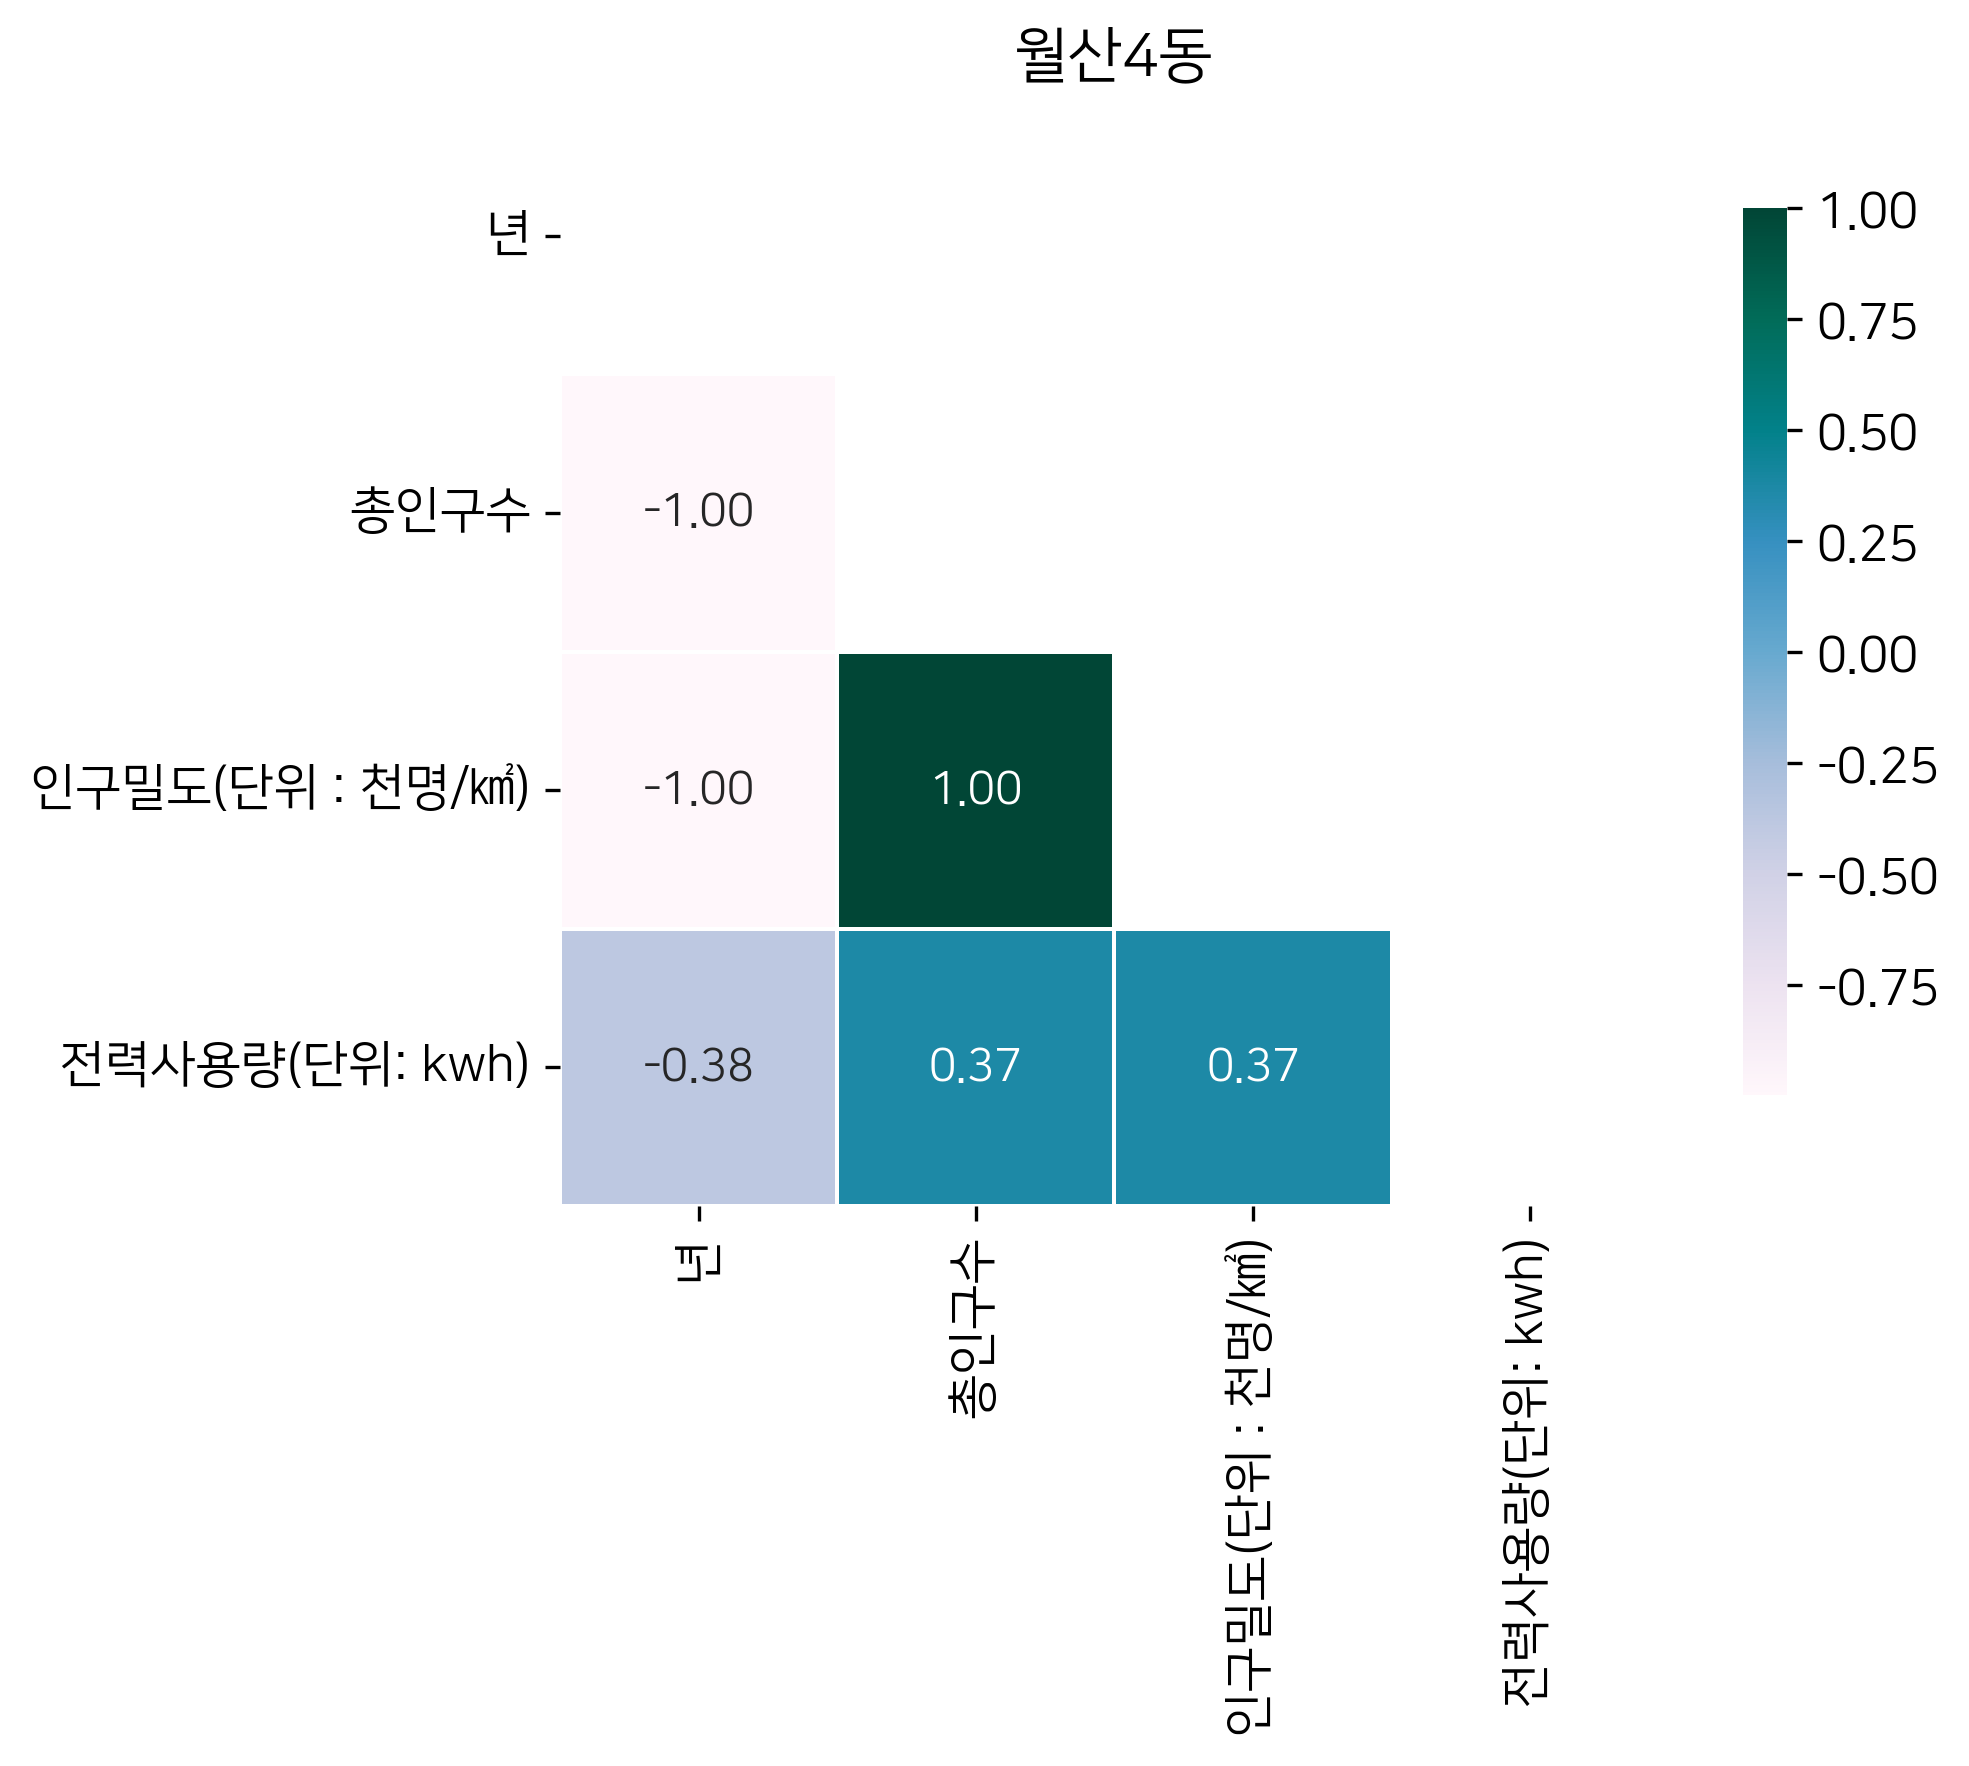 월산4동
년
총인구수
인구밀도(단위 : 천명/㎢)
전력사용량(단위: kwh)
-1.00
-1.00 1.00
-0.38 0.37 0.37
년
총인구수
인구밀도(단위 : 천명/㎢)
전력사용량(단위: kwh)
1.00
0.75
0.50
0.25
0.00
-0.25
-0.50
-0.75